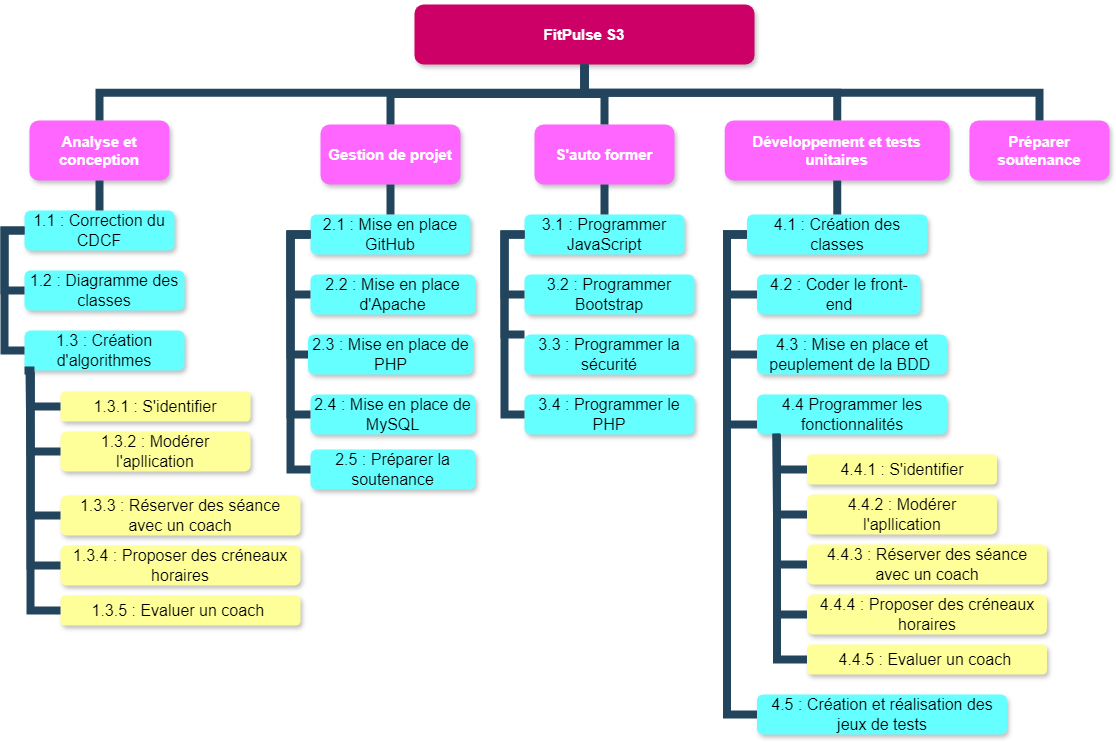 FitPulse S3
Analyse et
conception
Gestion de projet
S'auto former
Développement et tests
unitaires
Préparer
soutenance
1.1 : Correction du
CDCF
1.2 : Diagramme des
classes
1.3 : Création
d'algorithmes
1.3.1 : S'identifier
1.3.2 : Modérer
l'apllication
1.3.3 : Réserver des séance
avec un coach
1.3.4 : Proposer des créneaux
horaires
1.3.5 : Evaluer un coach
2.1 : Mise en place
GitHub
2.2 : Mise en place
d'Apache
2.3 : Mise en place de
PHP
2.4 : Mise en place de
MySQL
2.5 : Préparer la
soutenance
3.1 : Programmer
JavaScript
3.2 : Programmer
Bootstrap
3.3 : Programmer la
sécurité
3.4 : Programmer le
PHP
4.1 : Création des
classes
4.2 : Coder le front-
end
4.3 : Mise en place et
peuplement de la BDD
4.4 Programmer les
fonctionnalités
4.4.1 : S'identifier
4.4.2 : Modérer
l'apllication
4.4.3 : Réserver des séance
avec un coach
4.4.4 : Proposer des créneaux
horaires
4.4.5 : Evaluer un coach
4.5 : Création et réalisation des
jeux de tests